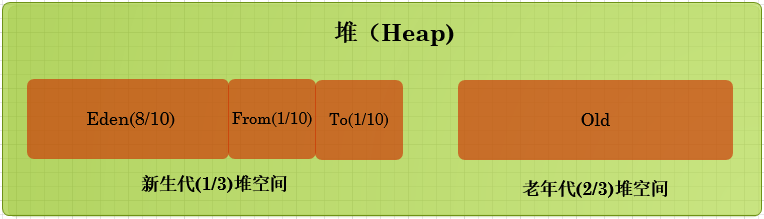 堆（Heap)
Eden(8/10)
From(1/10)
To(1/10)
Old
新生代(1/3)堆空间
老年代(2/3)堆空间